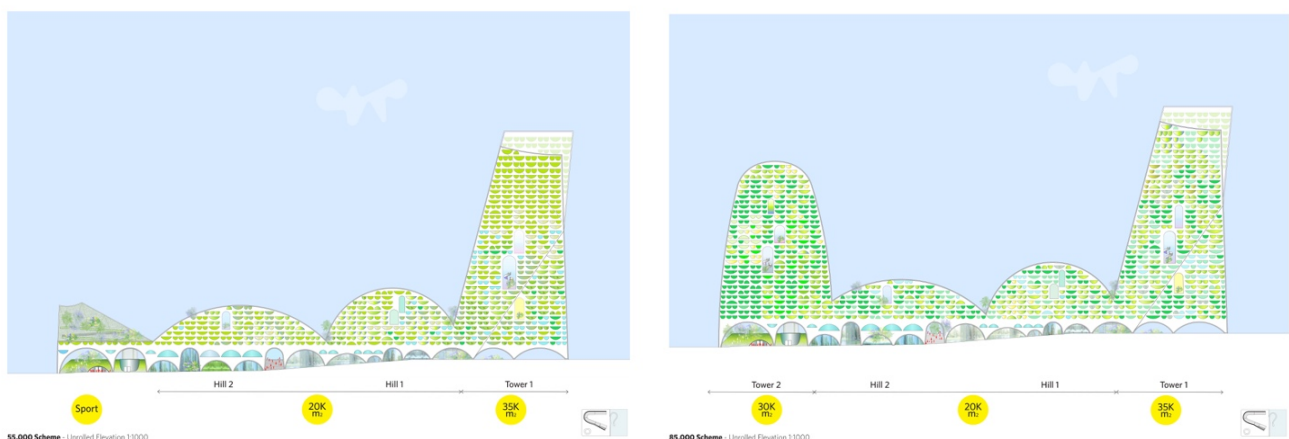 Hill 2
Hill 1
Tower 1
Sport
20K
m2
35K
m2
55,000 Scheme - Unrolled Elevation 1:1000
Tower 2
Hill 2
Hill 1
Tower 1
30K
m2
20K
m2
35K
m2
85,000 Scheme - Unrolled Elevation 1:1000